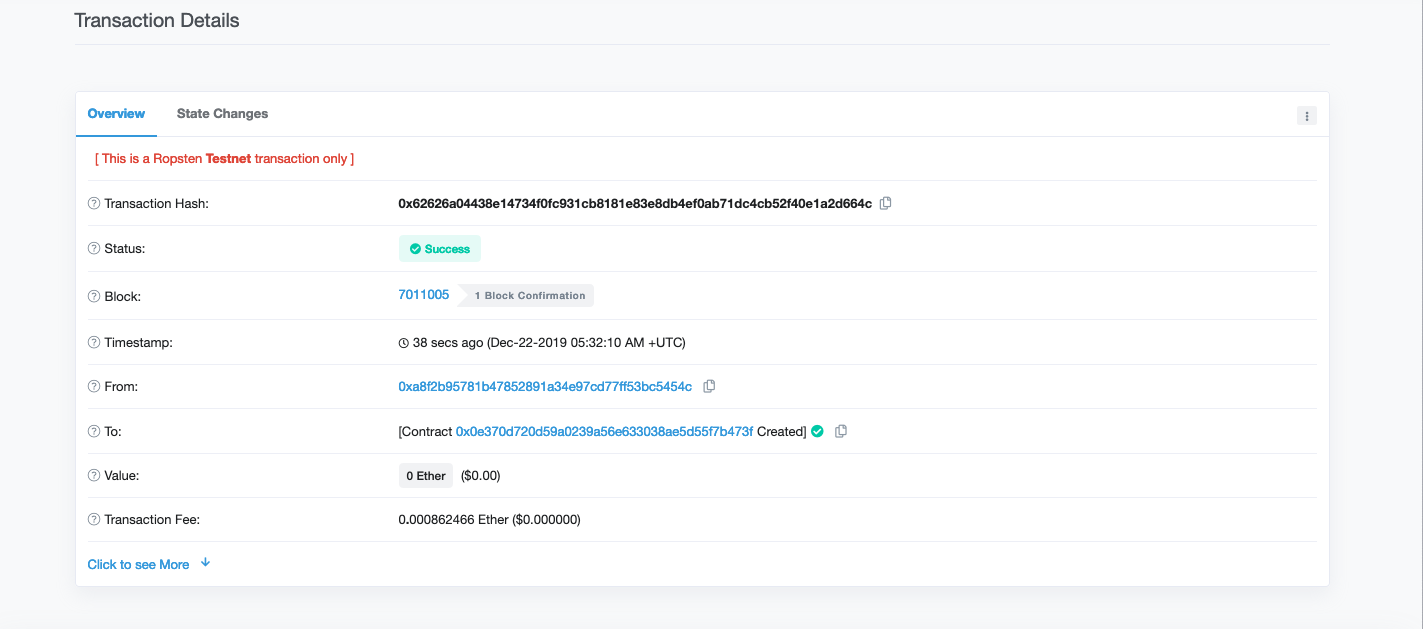 Transaction Details
Overview State Changes
[ This is a Ropsten Testnet transaction only ]
Transaction Hash: 0x62626a04438e14734f0fc931cb8181e83e8db4ef0ab71dc4cb52f40e1a2d664c
Status: Success
Block: 7011005 1 Block Confirmation
Timestamp: 38 secs ago (Dec-22-2019 05:32:10 AM +UTC)
From: 0xa8f2b95781b47852891a34e97cd77ff53bc5454c
To: [Contract 0x0e370d720d59a0239a56e633038ae5d55f7b473f Created]
Value: 0 Ether ($0.00)
Transaction Fee: 0.000862466 Ether ($0.000000)
Click to see More